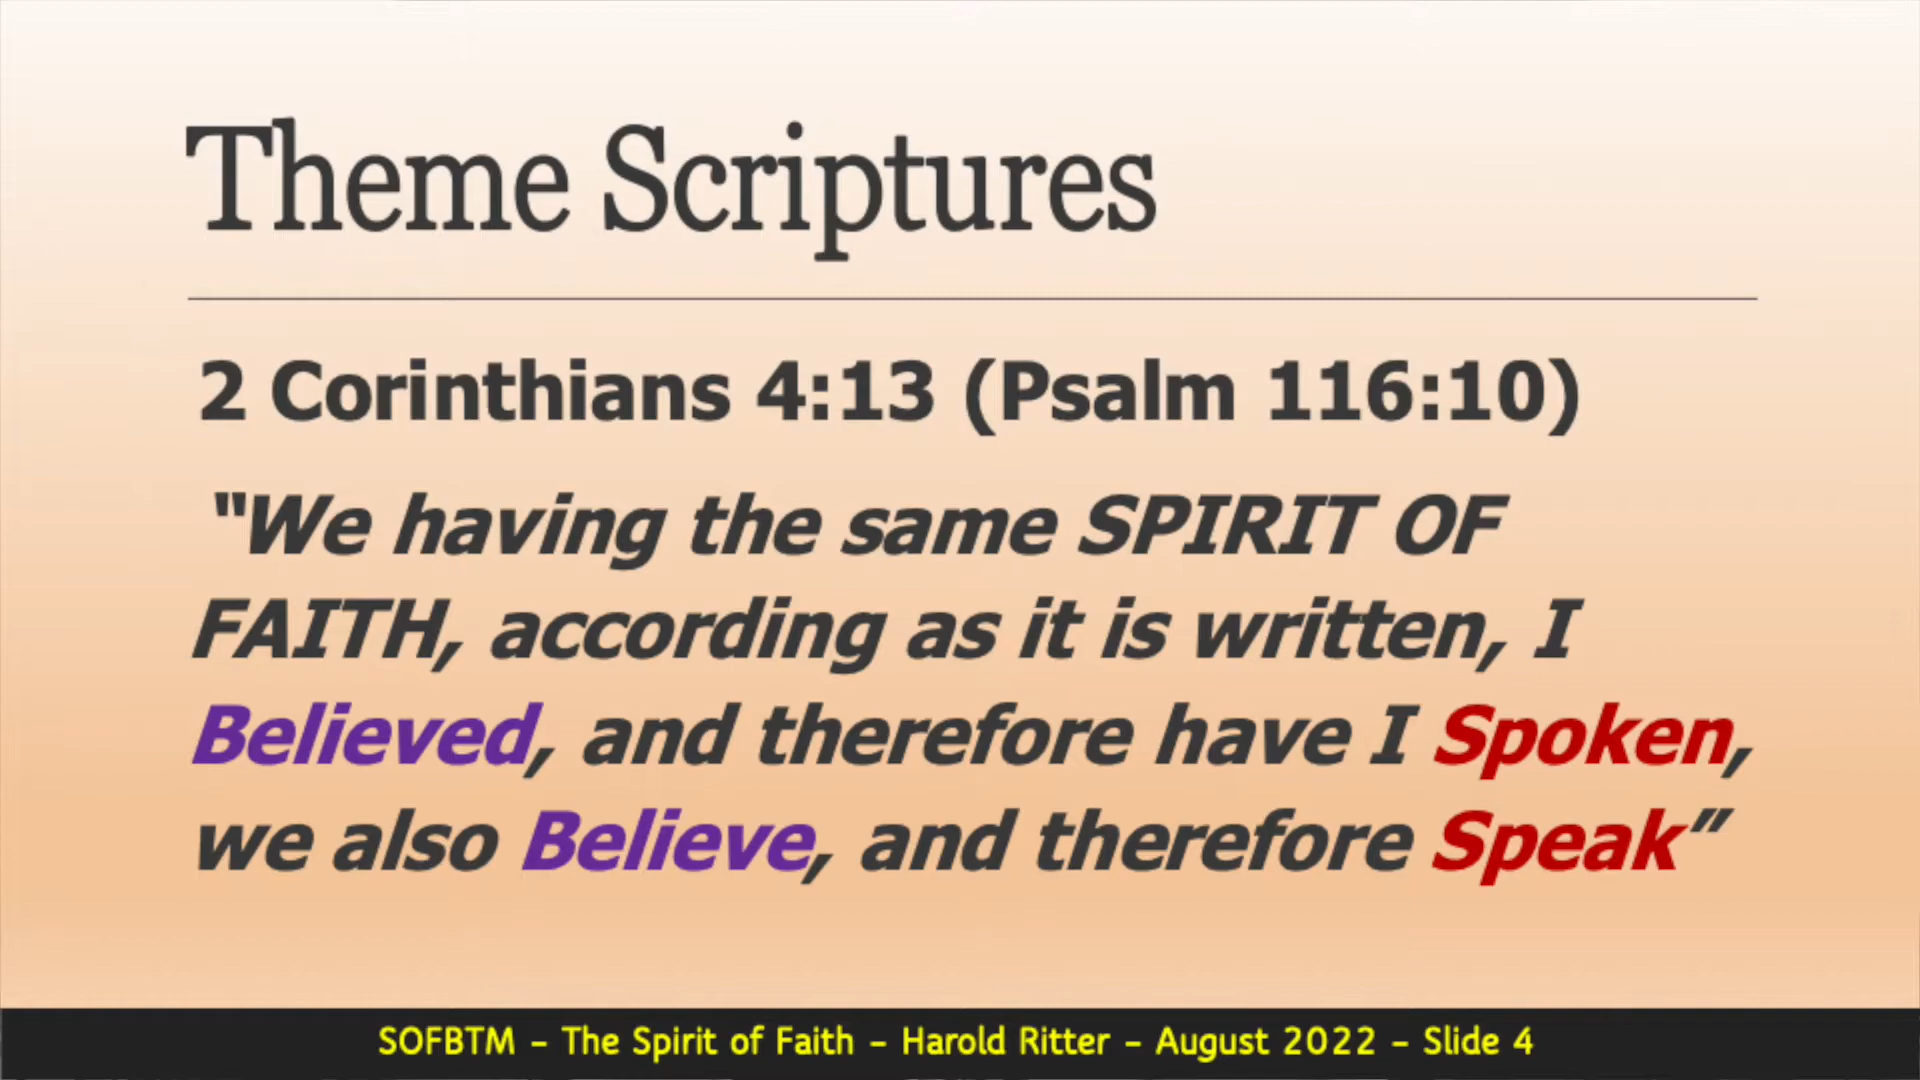 Theme Scriptures
2 Corinthians 4:13 (Psalm 116:10)
“We having the same SPIRIT OF
FAITH, according as it is written, I
Believed, and therefore have I Spoken,
we also Believe, and therefore Speak”
SOFBTM – The Spirit of Faith – Harold Ritter – August 2022 – Slide 4